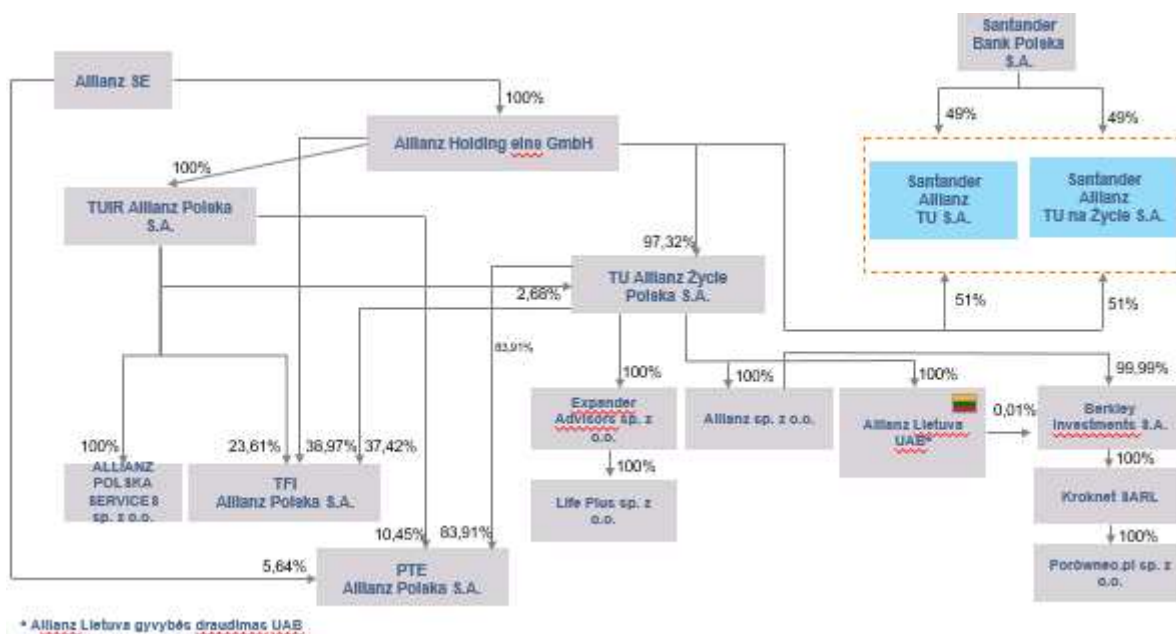 Santander
Bank Polska
S.A.
Allianz SE
100%
49%
49%
Allianz Holding eins GmbH
100%
Santander
Allianz
TU S.A.
Santander
Allianz
TU na Życie S.A.
TUIR Allianz Polska
S.A.
97,32%
TU Allianz Życie
Polska S.A.
2,68%
51%
51%
83,91%
100%
100%
100%
99,99%
Expander
Advisors sp. z
o.o.
Allianz sp. z o.o.
Allianz Lietuva
UAB*
0,01%
Berkley
Investments S.A.
100%
23,61%
38,97%
37,42%
100%
100%
ALLIANZ
POLSKA
SERVICES
sp. z o.o.
TFI
Allianz Polska S.A.
Life Plus sp. z
o.o.
Kroknet SARL
10,45%
83,91%
100%
5,64%
PTE
Allianz Polska S.A.
Porówneo.pl sp. z
o.o.
* Allianz Lietuva gyvybės draudimas UAB